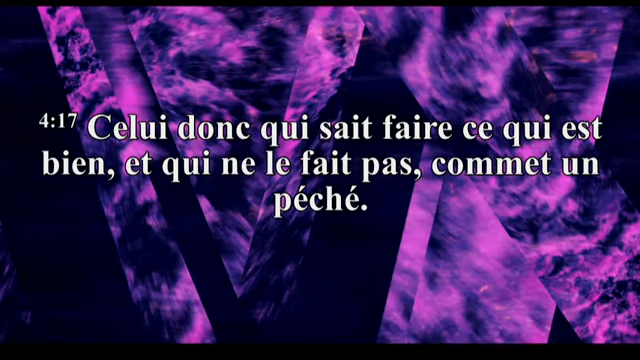 4:17 Celui donc qui sait faire ce qui est
bien, et qui ne le fait pas, commet un
péché.